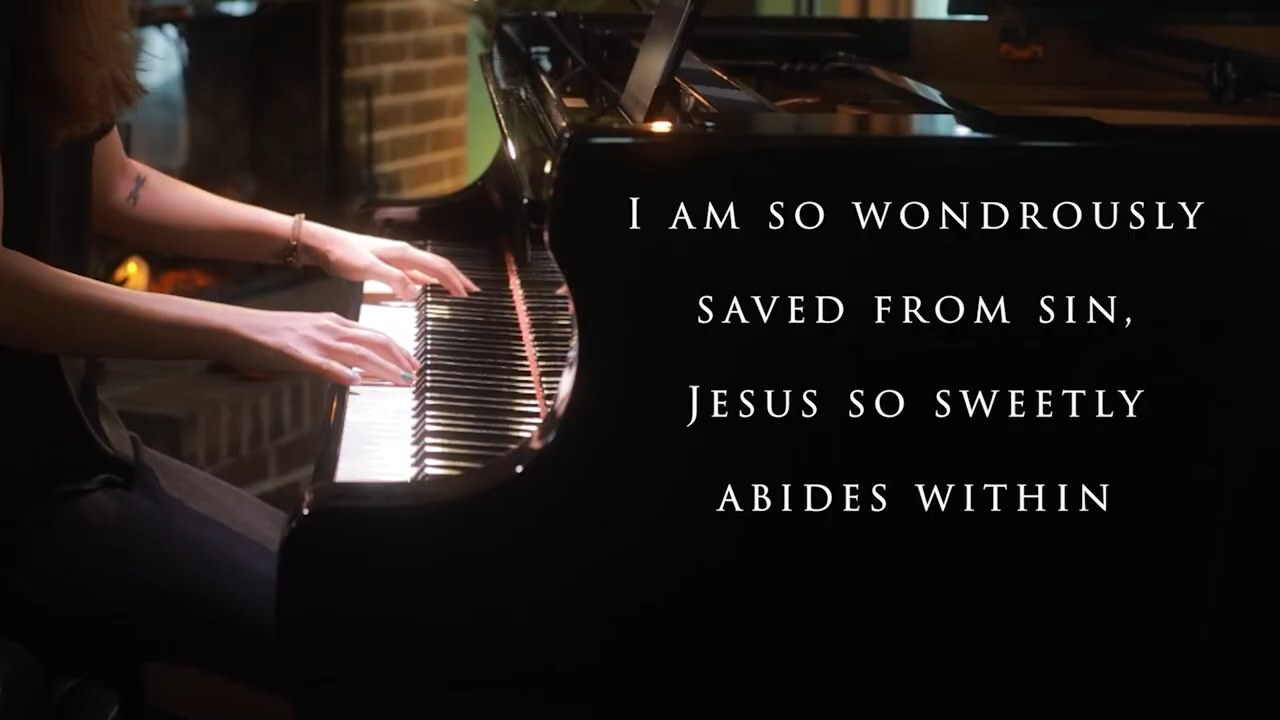 I AM SO WONDROUSLY
SAVED FROM SIN,
JESUS SO SWEETLY
ABIDES WITHIN